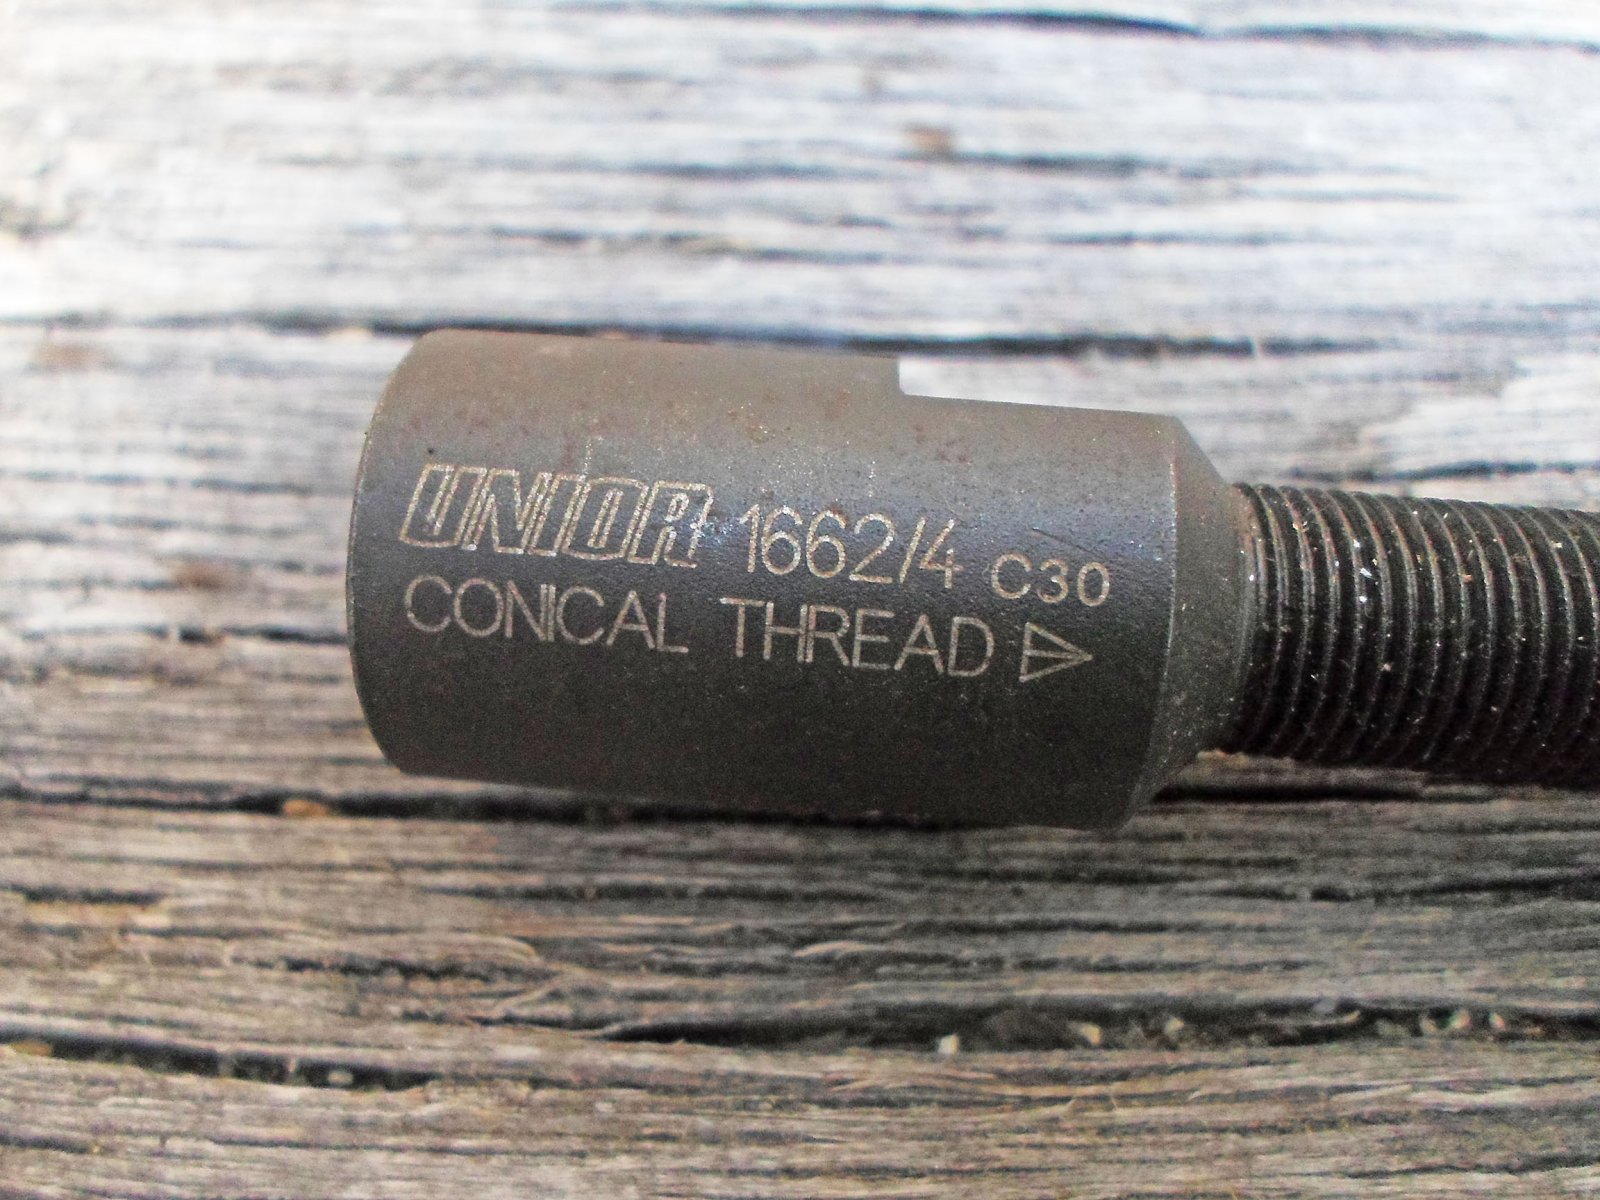 UNIOR 1662/4 C30
CONICAL THREAD